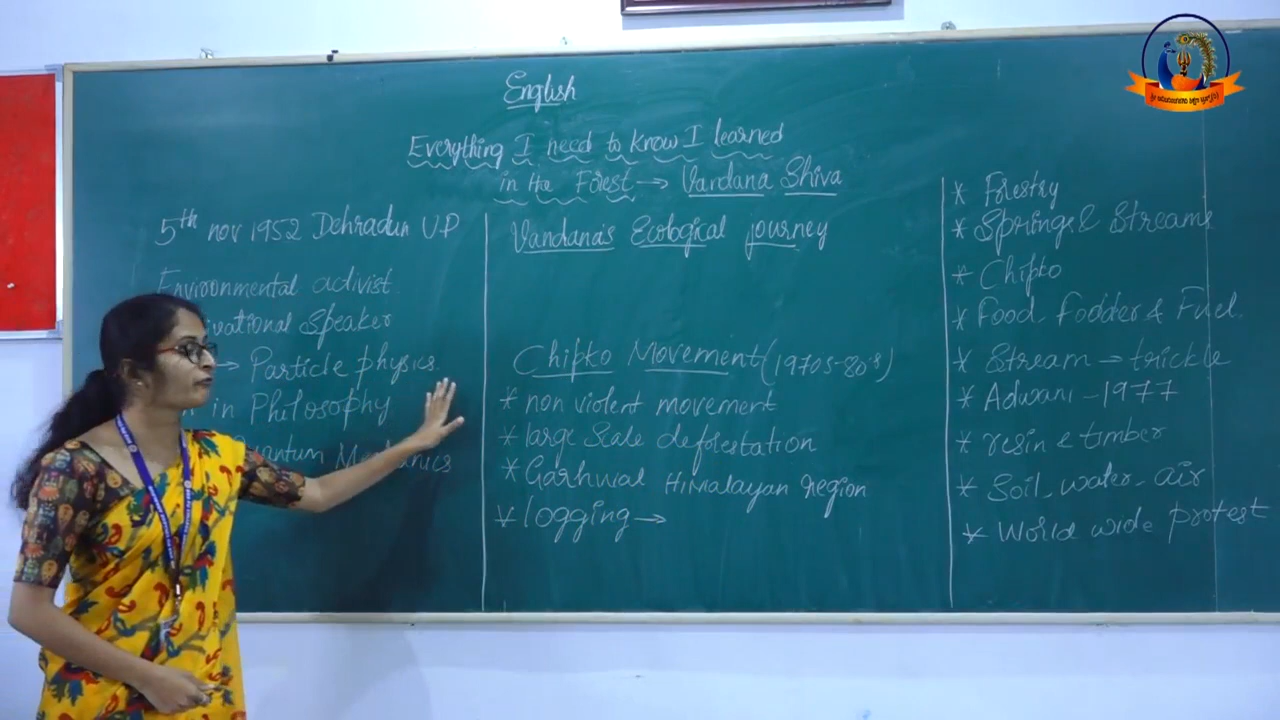 English
Everything I need to know I learned
in the Forest → Vandana Shiva
5th nov 1952 Dehradun UP
Environmental activist
Speaker
→ Particle physics.
in Philosophy
Vandana's Ecological journey
Chipko Movement (1970s-80's)
* non violent movement
* large scale deforestation
* Garhwal Himalayan region
* logging →
* Forestry
* Springs & Streams
* Chipko
* Food, fodder & Fuel.
* Stream → trickle
* Adwani - 1977
* resin & timber
* Soil, water, air
* World wide protest